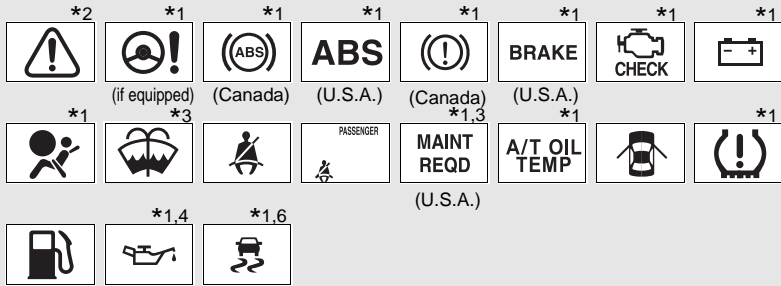 *2 *1 *1 *1 *1 *1 *1 *1
ABS ABS BRAKE CHECK - +
(if equipped) (Canada) (U.S.A.) (Canada) (U.S.A.)
*1 *3 *1,3 *1 *1
PASSENGER
MAINT REQD
A/T OIL TEMP
(U.S.A.)
*1,4 *1,6